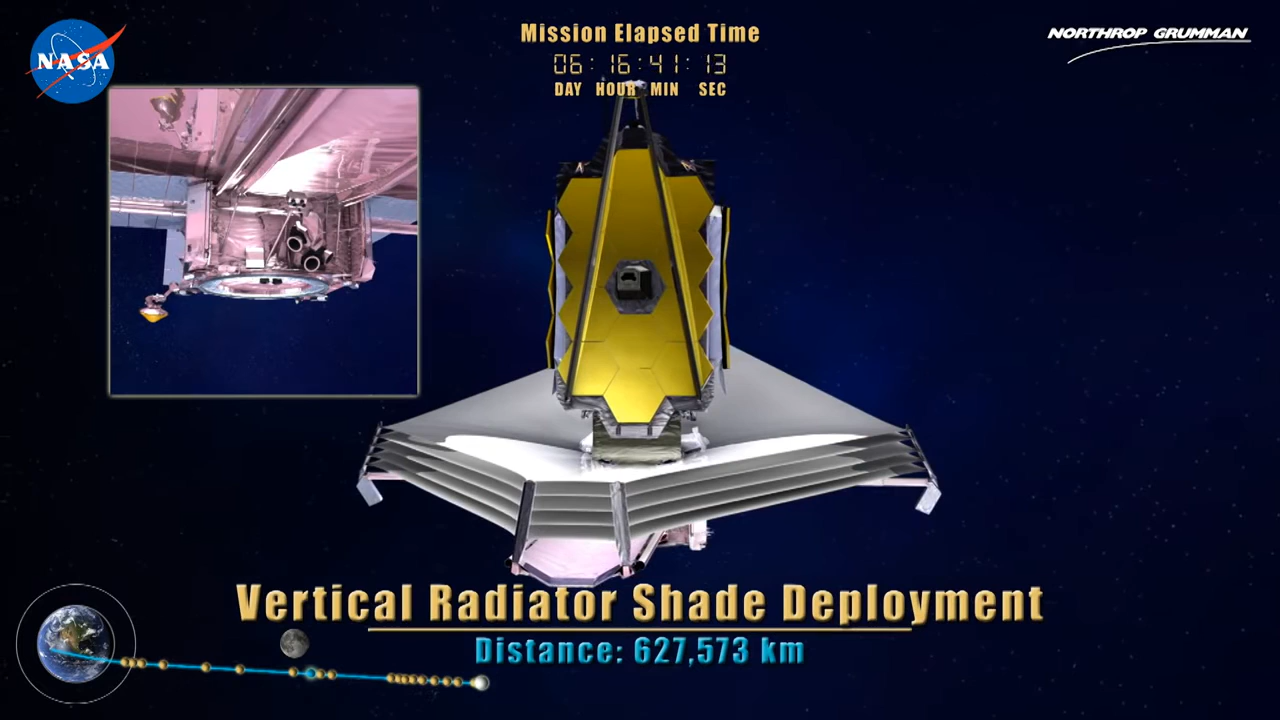 NASA
Mission Elapsed Time
06:16:41:13
DAY HOUR MIN SEC
NORTHROP GRUMMAN
Vertical Radiator Shade Deployment
Distance: 627,573 km